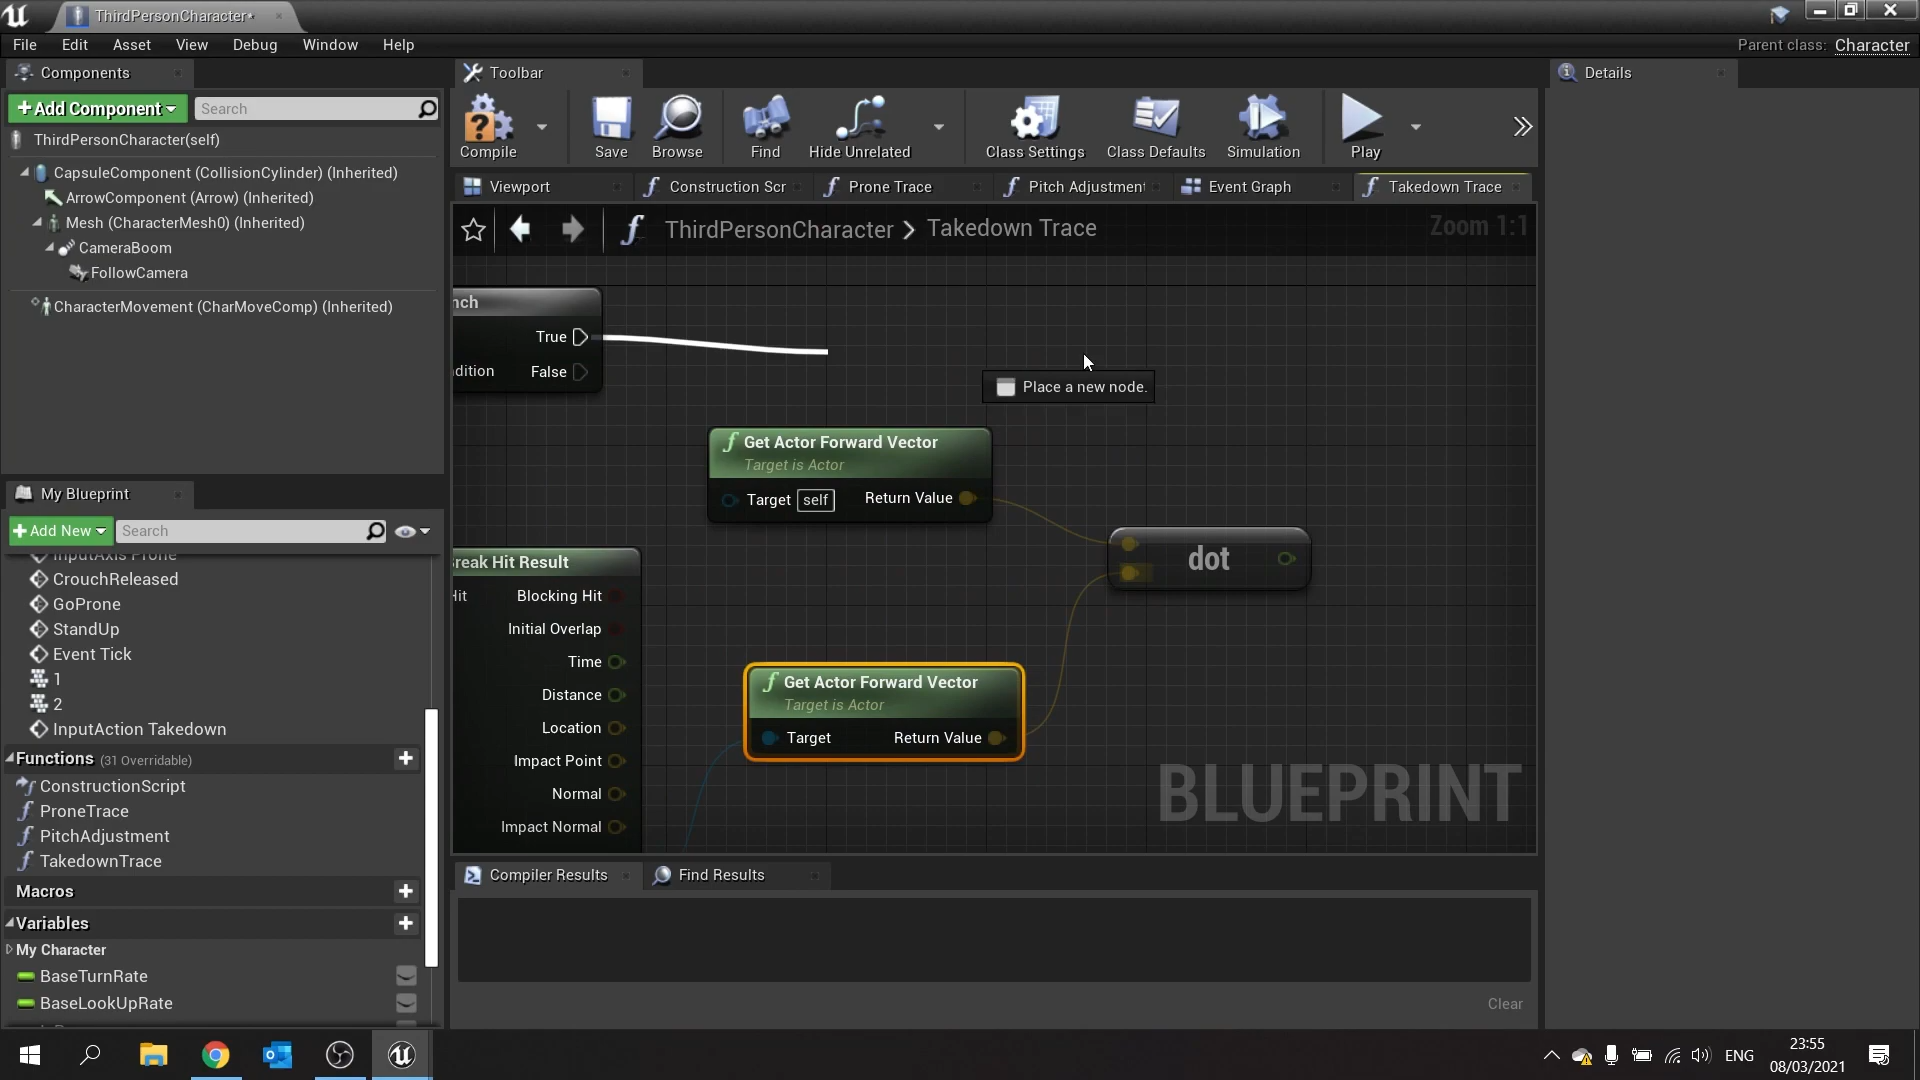 ThirdPersonCharacter*
File Edit Asset View Debug Window Help
Parent class: Character
Components
Toolbar
Details
Add Component
Search
Compile
Save
Browse
Find
Hide Unrelated
Class Settings
Class Defaults
Simulation
Play
ThirdPersonCharacter(self)
CapsuleComponent (CollisionCylinder) (Inherited)
ArrowComponent (Arrow) (Inherited)
Mesh (CharacterMesh0) (Inherited)
CameraBoom
FollowCamera
CharacterMovement (CharMoveComp) (Inherited)
Viewport
Construction Scr
Prone Trace
Pitch Adjustment
Event Graph
Takedown Trace
ThirdPersonCharacter > Takedown Trace
Zoom 1:1
nch
True
dition
False
Place a new node.
Get Actor Forward Vector
Target is Actor
Target self
Return Value
dot
reak Hit Result
Hit
Blocking Hit
Initial Overlap
Time
Distance
Location
Impact Point
Normal
Impact Normal
Get Actor Forward Vector
Target is Actor
Target
Return Value
BLUEPRINT
My Blueprint
Add New
Search
InputAxis Prone
CrouchReleased
GoProne
StandUp
Event Tick
1
2
InputAction Takedown
Functions (31 Overridable)
ConstructionScript
ProneTrace
PitchAdjustment
TakedownTrace
Macros
Variables
My Character
BaseTurnRate
BaseLookUpRate
Compiler Results
Find Results
Clear
ENG
23:55
08/03/2021